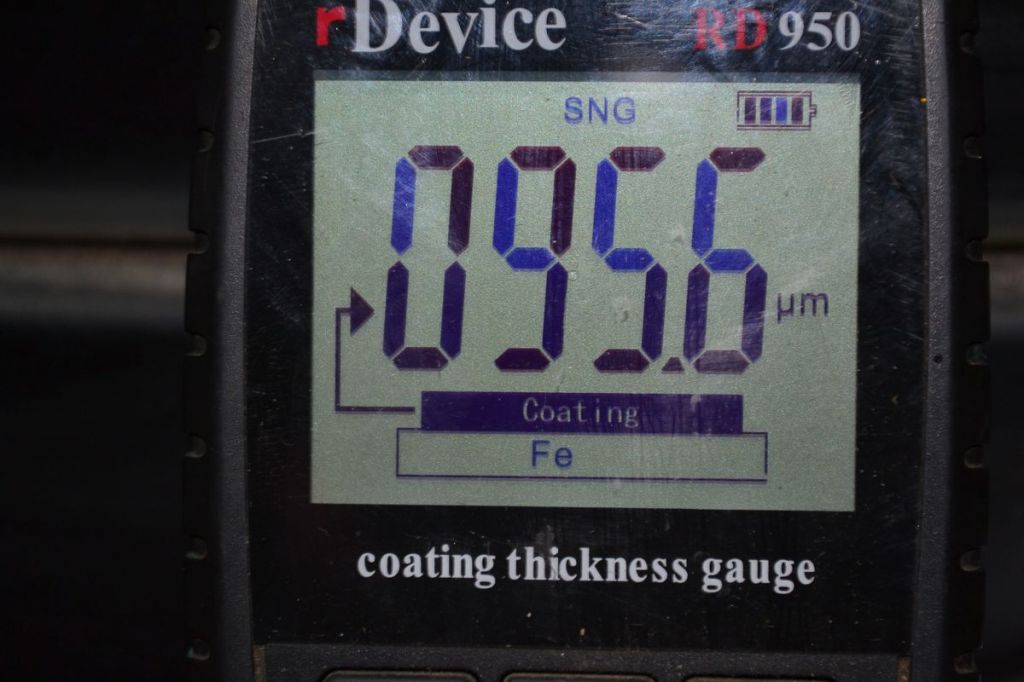 rDevice RD950
SNG
095.6 μm
Coating
Fe
coating thickness gauge